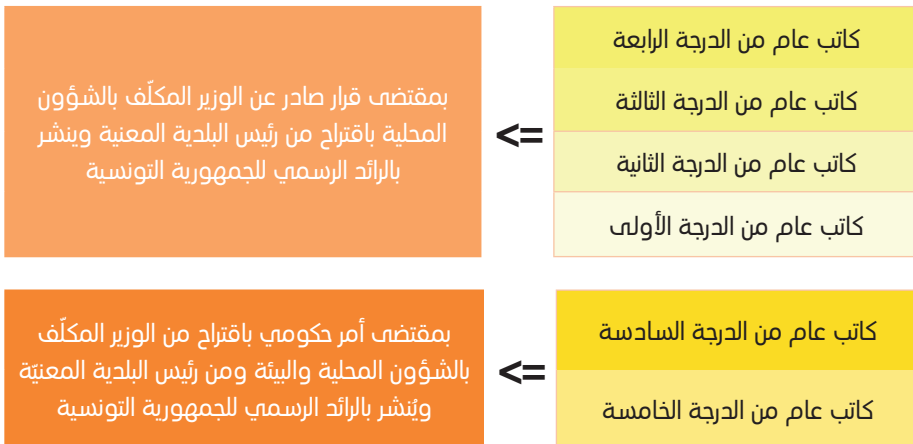 كاتب عام من الدرجة الرابعة
كاتب عام من الدرجة الثالثة
كاتب عام من الدرجة الثانية
كاتب عام من الدرجة الأولى
<=
بمقتضى قرار صادر عن الوزير المكلّف بالشؤون
المحلية باقتراح من رئيس البلدية المعنية وينشر
بالرائد الرسمي للجمهورية التونسية
كاتب عام من الدرجة السادسة
كاتب عام من الدرجة الخامسة
<=
بمقتضى أمر حكومي باقتراح من الوزير المكلّف
بالشؤون المحلية والبيئة ومن رئيس البلدية المعنيّة
ويُنشر بالرائد الرسمي للجمهورية التونسية